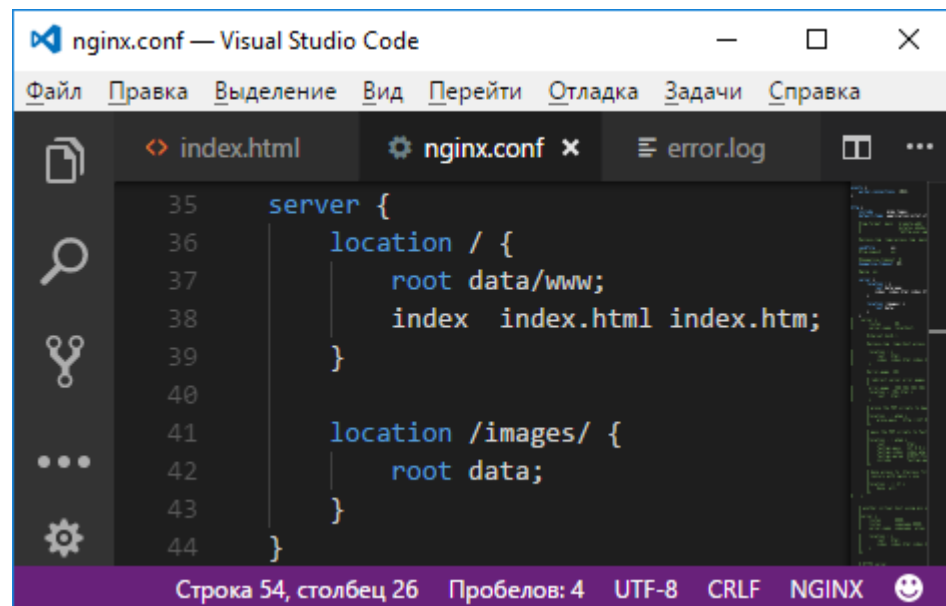 nginx.conf — Visual Studio Code
Файл Правка Выделение Вид Перейти Отладка Задачи Справка
index.html nginx.conf error.log
35 server {
36 location / {
37 root data/www;
38 index  index.html index.htm;
39 }
40
41 location /images/ {
42 root data;
43 }
44 }
Строка 54, столбец 26 Пробелов: 4 UTF-8 CRLF NGINX